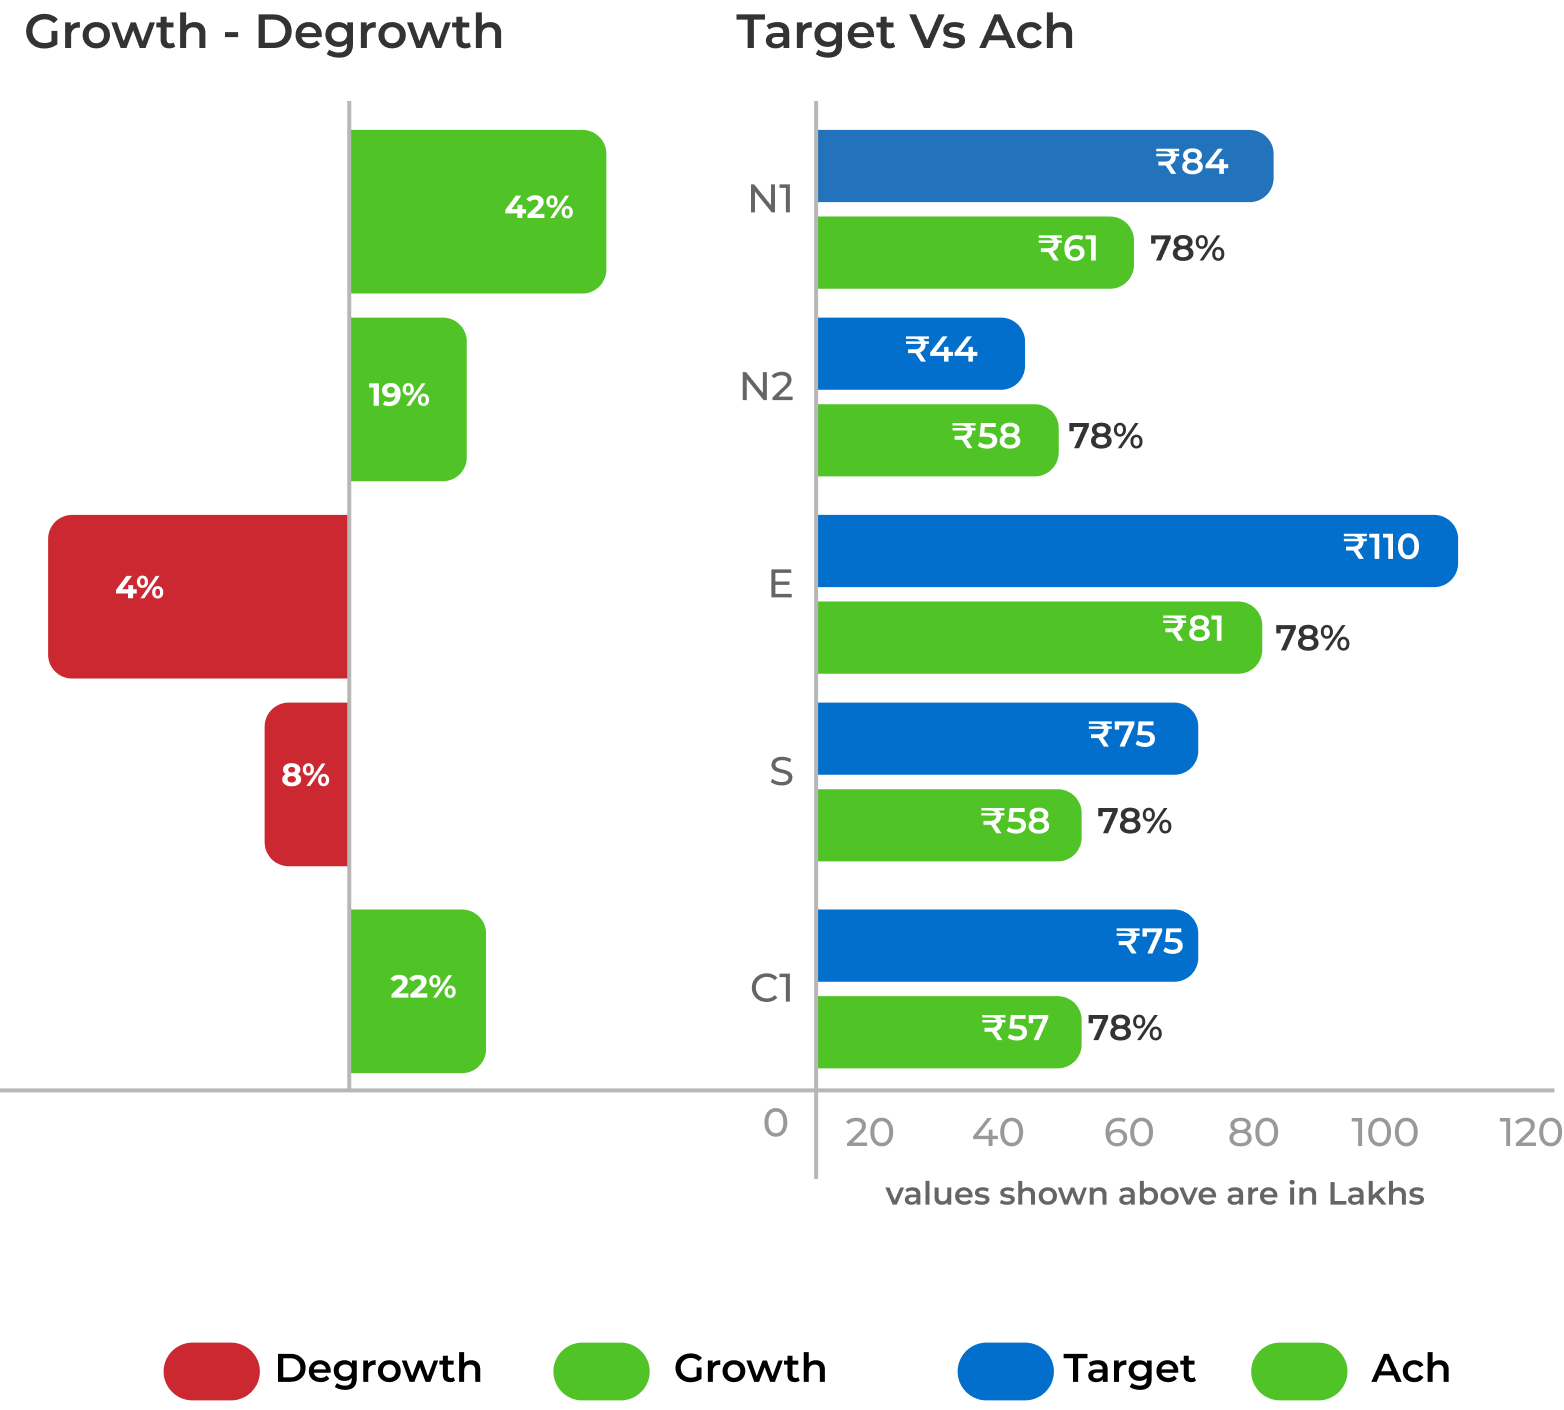 Growth - Degrowth
Target Vs Ach
42%
N1
₹84
₹61 78%
19%
N2
₹44
₹58 78%
4%
E
₹110
₹81 78%
8%
S
₹75
₹58 78%
22%
C1
₹75
₹57 78%
0 20 40 60 80 100 120
values shown above are in Lakhs
Degrowth Growth Target Ach